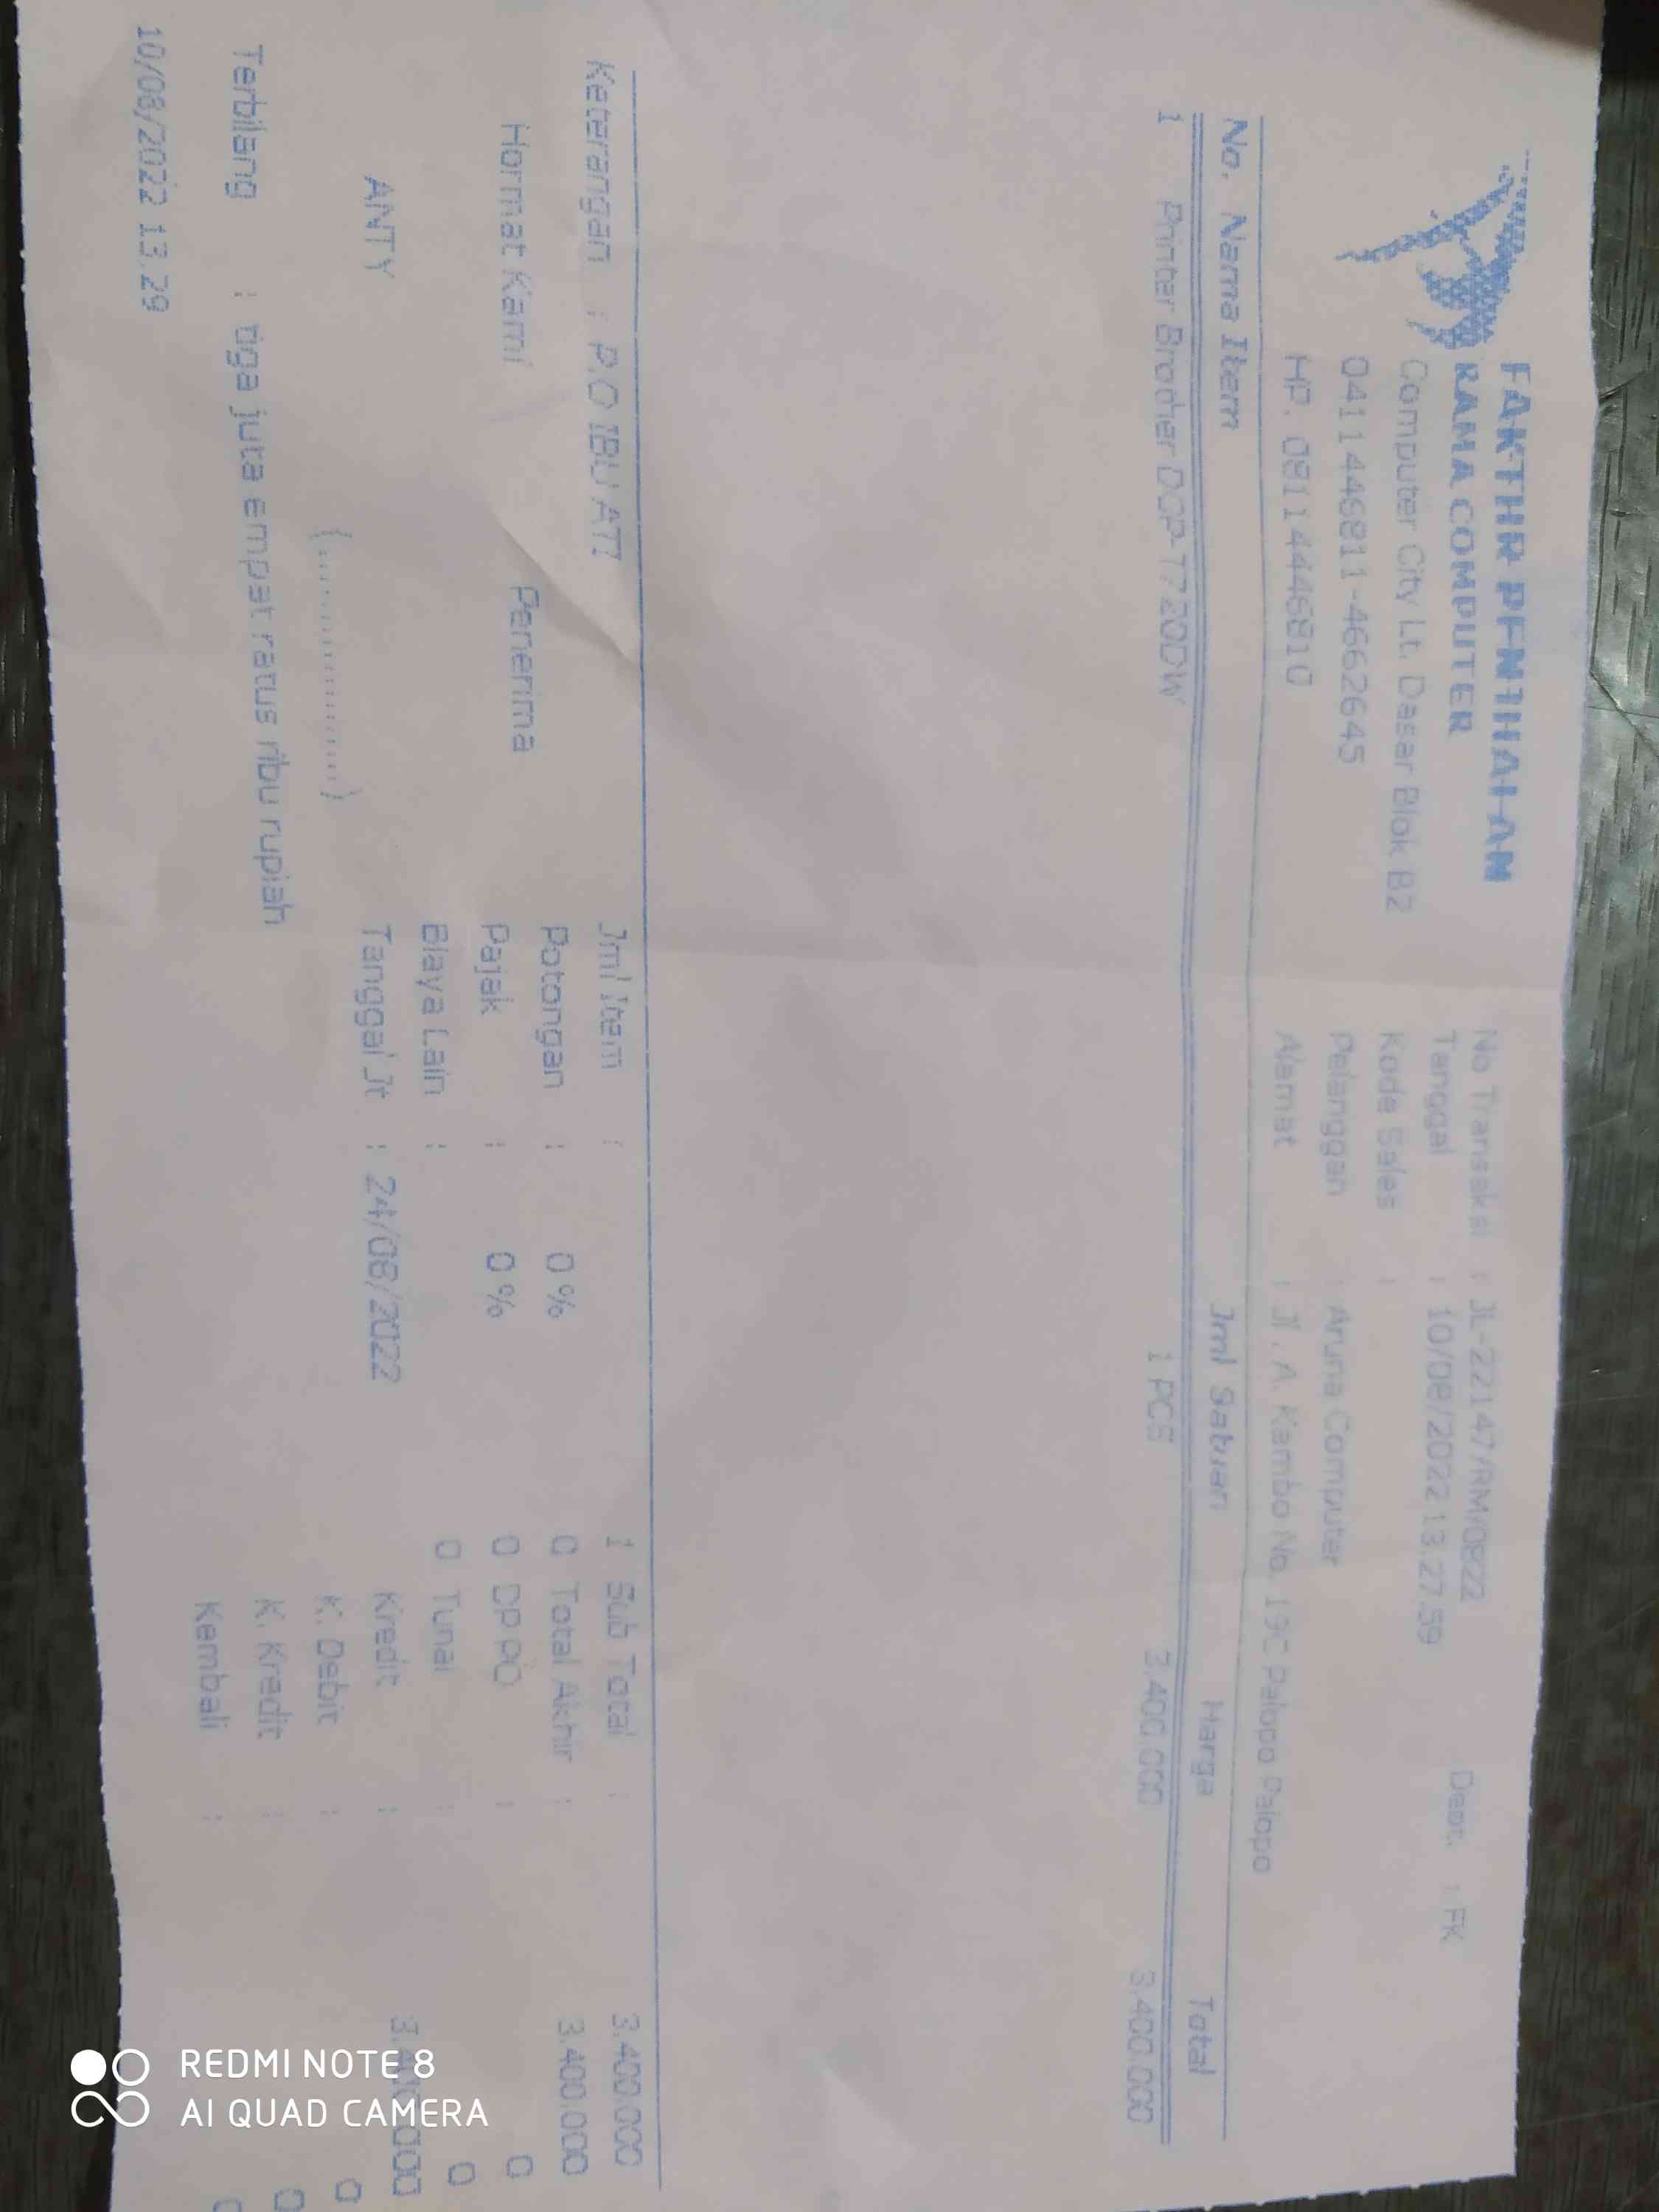 FAKTUR PENJUALAN
RAMA COMPUTER
Computer City Lt. Dasar Blok B2
0411446811-4662645
HP. 08114446810
No Transaksi : JL-22147/RM/0822
Tanggal : 10/08/2022 13.27.59 Dept. : FK
Kode Sales :
Pelanggan : Aruna Computer
Alamat : Jl. A. Kambo No. 19C Palopo Palopo
No. Nama Item Jml Satuan Harga Total
1 Printer Brother DCP-T720DW 1 PCS 3.400.000 3.400.000
Keterangan : P.O IBU ATI Jml Item : 1 Sub Total : 3.400.000
Hormat Kami Penerima Potongan : 0 % 0 Total Akhir : 3.400.000
Pajak : 0 % 0 DP PO : 0
Biaya Lain : 0 Tunai : 0
ANTY (................) Tanggal Jt : 24/08/2022 Kredit : 3.400.000
K. Debit : 0
Terbilang : tiga juta empat ratus ribu rupiah K. Kredit : 0
Kembali : 0
10/08/2022 13.29
REDMI NOTE 8
AI QUAD CAMERA